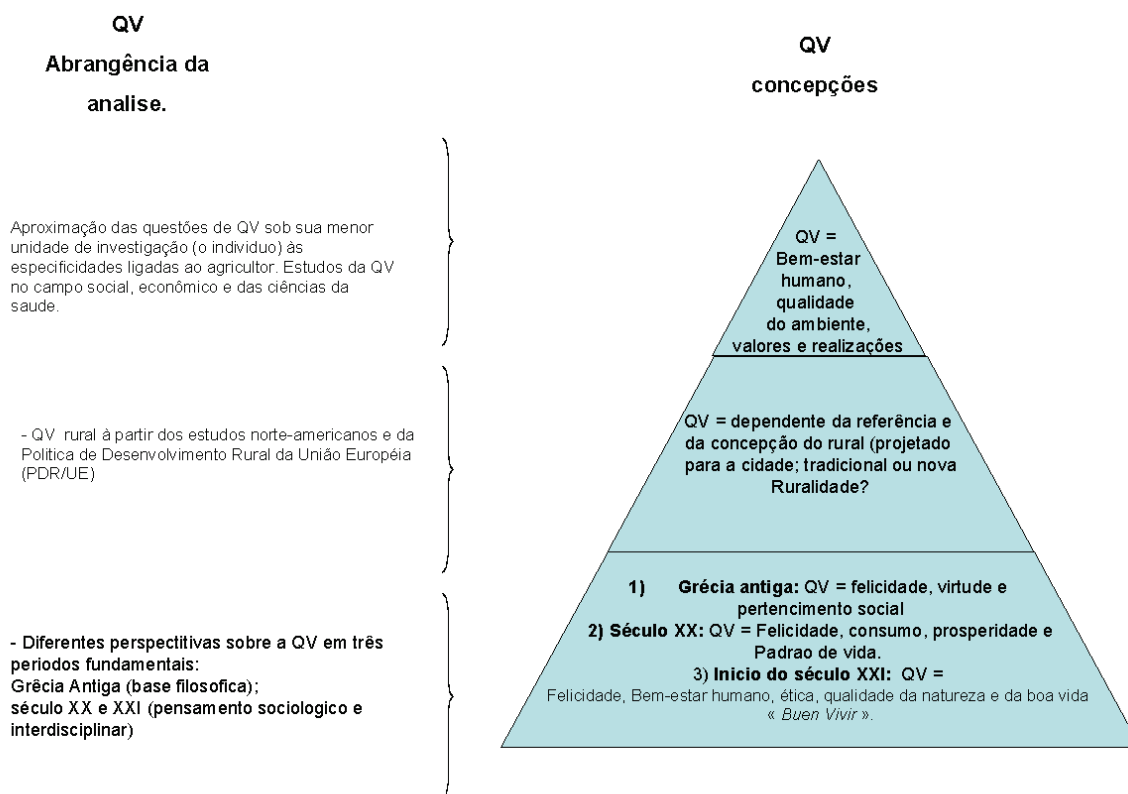 QV
Abrangência da
analise.
QV
concepções
Aproximação das questões de QV sob sua menor
unidade de investigação (o individuo) às
especificidades ligadas ao agricultor. Estudos da QV
no campo social, econômico e das ciências da
saude.
QV =
Bem-estar
humano,
qualidade
do ambiente,
valores e realizações
- QV rural à partir dos estudos norte-americanos e da
Politica de Desenvolvimento Rural da União Européia
(PDR/UE)
QV = dependente da referência e
da concepção do rural (projetado
para a cidade; tradicional ou nova
Ruralidade?
- Diferentes perspectitivas sobre a QV em três
periodos fundamentais:
Grêcia Antiga (base filosofica);
século XX e XXI (pensamento sociologico e
interdisciplinar)
1) Grécia antiga: QV = felicidade, virtude e
pertencimento social
2) Século XX: QV = Felicidade, consumo, prosperidade e
Padrao de vida.
3) Inicio do século XXI: QV =
Felicidade, Bem-estar humano, ética, qualidade da natureza e da boa vida
« Buen Vivir ».